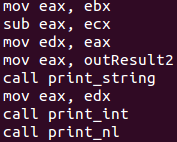 mov eax, ebx
sub eax, ecx
mov edx, eax
mov eax, outResult2
call print_string
mov eax, edx
call print_int
call print_nl